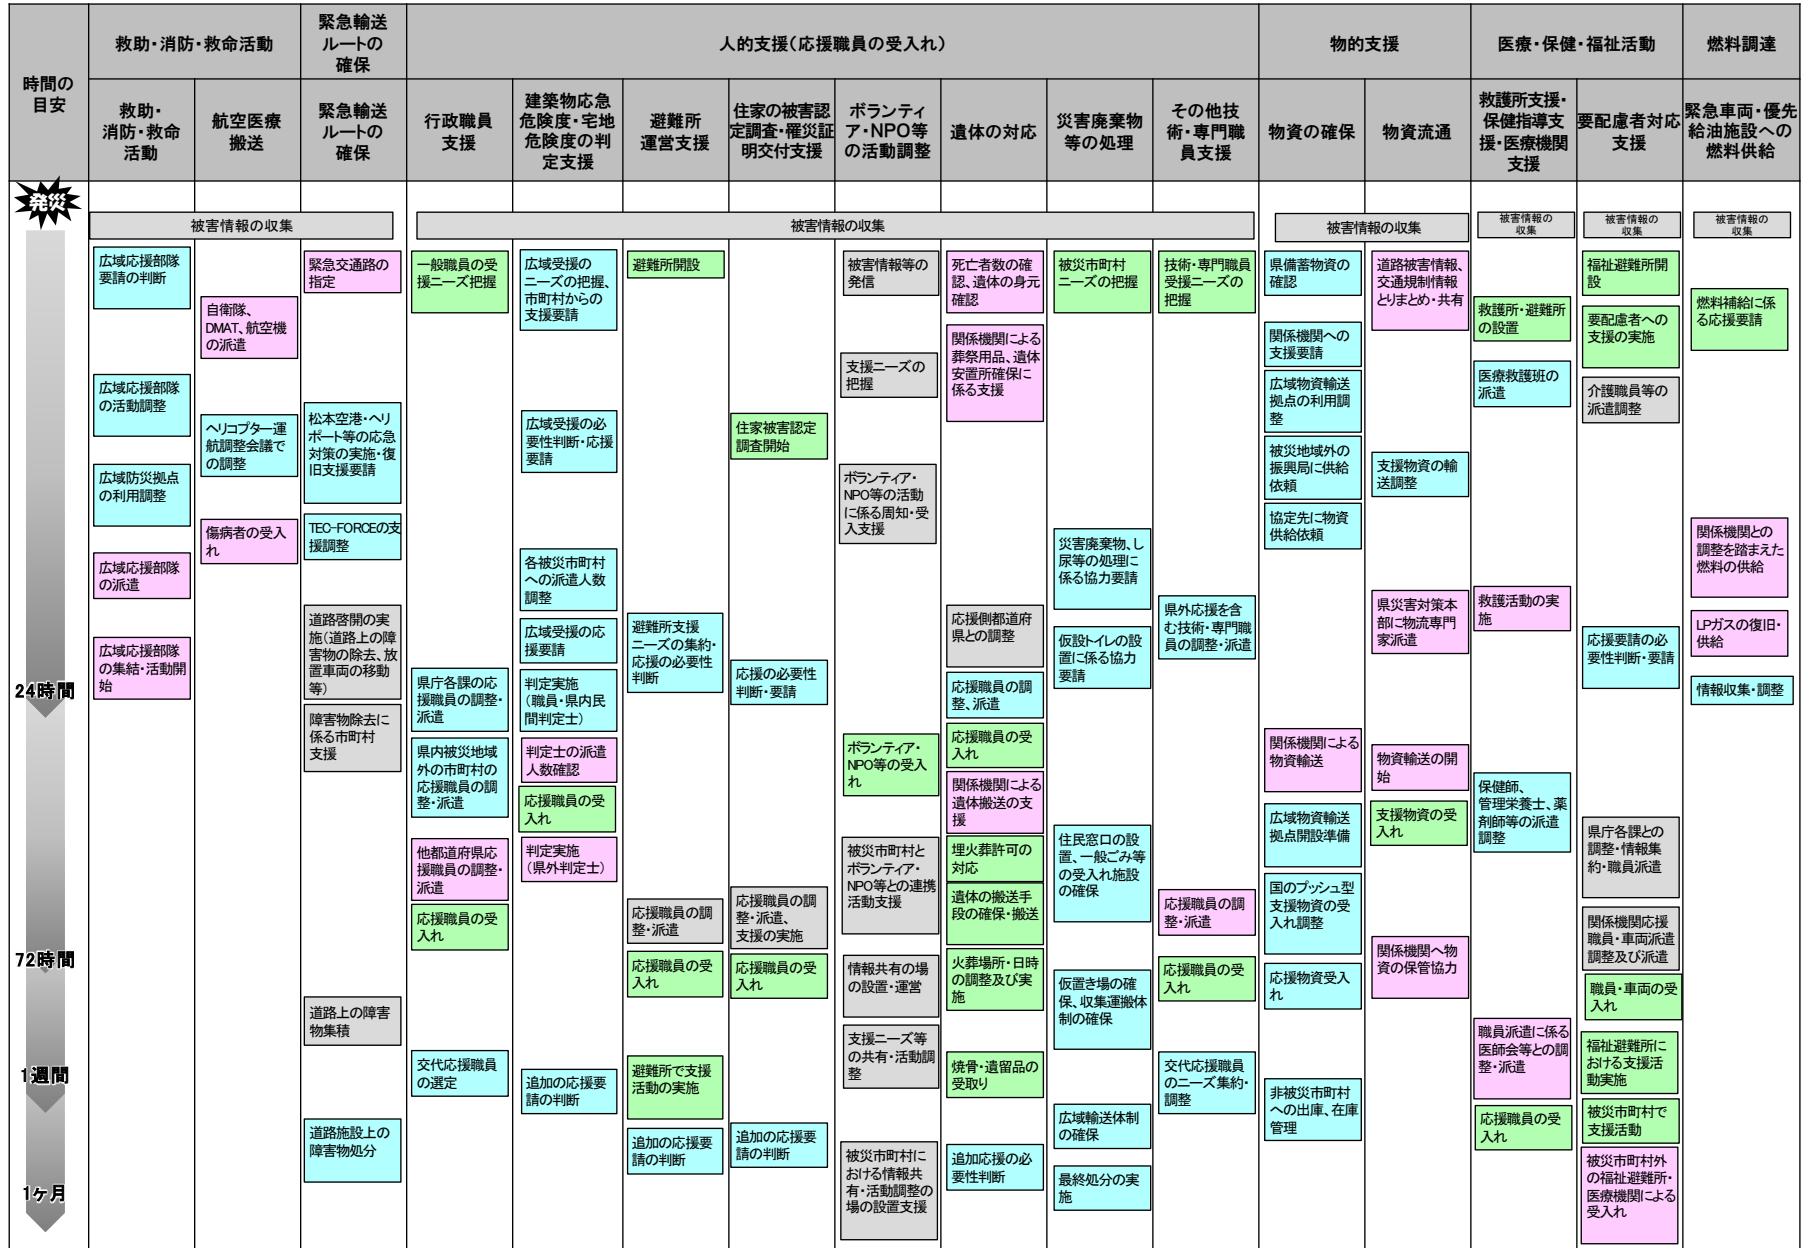 時間の
目安
救助・消防・救命活動
緊急輸送
ルートの
確保
人的支援（応援職員の受入れ）
物的支援
医療・保健・福祉活動
燃料調達
救助・
消防・救命
活動
航空医療
搬送
緊急輸送
ルートの
確保
行政職員
支援
建築物応急
危険度・宅地
危険度の判
定支援
避難所
運営支援
住家の被害認
定調査・罹災証
明交付支援
ボランティ
ア・NPO等
の活動調整
遺体の対応
災害廃棄物
等の処理
その他技
術・専門職
員支援
物資の確保
物資流通
救護所支援・
保健指導支
援・医療機関
支援
要配慮者対応
支援
緊急車両・優先
給油施設への
燃料供給
発災
24時間
72時間
1週間
1ヶ月
被害情報の収集
被害情報の収集
被害情報の収集
被害情報の
収集
被害情報の
収集
被害情報の
収集
広域応援部隊
要請の判断
広域応援部隊
の活動調整
広域防災拠点
の利用調整
広域応援部隊
の派遣
広域応援部隊
の集結・活動開
始
自衛隊、
DMAT、航空機
の派遣
ヘリコプター運
航調整会議で
の調整
傷病者の受入
れ
緊急交通路の
指定
松本空港・ヘリ
ポート等の応急
対策の実施・復
旧支援要請
TEC-FORCEの支
援調整
道路啓開の実
施（道路上の障
害物の除去、放
置車両の移動
等）
障害物除去に
係る市町村
支援
道路上の障害
物集積
道路施設上の
障害物処分
一般職員の受
援ニーズ把握
県庁各課の応
援職員の調整・
派遣
県内被災地域
外の市町村の
応援職員の調
整・派遣
他都道府県応
援職員の調整・
派遣
応援職員の受
入れ
交代応援職員
の選定
広域受援の
ニーズの把握、
市町村からの
支援要請
広域受援の必
要性判断・応援
要請
各被災市町村
への派遣人数
調整
広域受援の応
援要請
判定実施
（職員・県内民
間判定士）
判定士の派遣
人数確認
応援職員の受
入れ
判定実施
（県外判定士）
追加の応援要
請の判断
避難所開設
避難所支援
ニーズの集約・
応援の必要性
判断
応援職員の調
整・派遣
応援職員の受
入れ
避難所で支援
活動の実施
追加の応援要
請の判断
住家被害認定
調査開始
応援の必要性
判断・要請
応援職員の調
整・派遣、
支援の実施
応援職員の受
入れ
追加の応援要
請の判断
被害情報等の
発信
支援ニーズの
把握
ボランティア・
NPO等の活動
に係る周知・受
入支援
ボランティア・
NPO等の受入
れ
被災市町村と
ボランティア・
NPO等との連携
活動支援
情報共有の場
の設置・運営
支援ニーズ等
の共有・活動調
整
被災市町村に
おける情報共
有・活動調整の
場の設置支援
死亡者数の確
認、遺体の身元
確認
関係機関による
葬祭用品、遺体
安置所確保に
係る支援
応援側都道府
県との調整
応援職員の調
整、派遣
応援職員の受
入れ
関係機関による
遺体搬送の支
援
埋火葬許可の
対応
遺体の搬送手
段の確保・搬送
火葬場所・日時
の調整及び実
施
焼骨・遺留品の
受取り
追加応援の必
要性判断
被災市町村
ニーズの把握
災害廃棄物、し
尿等の処理に
係る協力要請
仮設トイレの設
置に係る協力
要請
住民窓口の設
置、一般ごみ等
の受入れ施設
の確保
仮置き場の確
保、収集運搬体
制の確保
広域輸送体制
の確保
最終処分の実
施
技術・専門職員
受援ニーズの
把握
県外応援を含
む技術・専門職
員の調整・派遣
応援職員の調
整・派遣
応援職員の受
入れ
交代応援職員
のニーズ集約・
調整
県備蓄物資の
確認
関係機関への
支援要請
広域物資輸送
拠点の利用調
整
被災地域外の
振興局に供給
依頼
協定先に物資
供給依頼
関係機関による
物資輸送
広域物資輸送
拠点開設準備
国のプッシュ型
支援物資の受
入れ調整
応援物資受入
れ
非被災市町村
への出庫、在庫
管理
道路被害情報、
交通規制情報
とりまとめ・共有
支援物資の輸
送調整
県災害対策本
部に物流専門
家派遣
物資輸送の開
始
支援物資の受
入れ
関係機関へ物
資の保管協力
救護所・避難所
の設置
医療救護班の
派遣
救護活動の実
施
保健師、
管理栄養士、薬
剤師等の派遣
調整
職員派遣に係る
医師会等との調
整・派遣
応援職員の受
入れ
福祉避難所開
設
要配慮者への
支援の実施
介護職員等の
派遣調整
応援要請の必
要性判断・要請
県庁各課との
調整・情報集
約・職員派遣
関係機関応援
職員・車両派遣
調整及び派遣
職員・車両の受
入れ
福祉避難所に
おける支援活
動実施
被災市町村で
支援活動
被災市町村外
の福祉避難所・
医療機関による
受入れ
燃料補給に係
る応援要請
関係機関との
調整を踏まえた
燃料の供給
LPガスの復旧・
供給
情報収集・調整